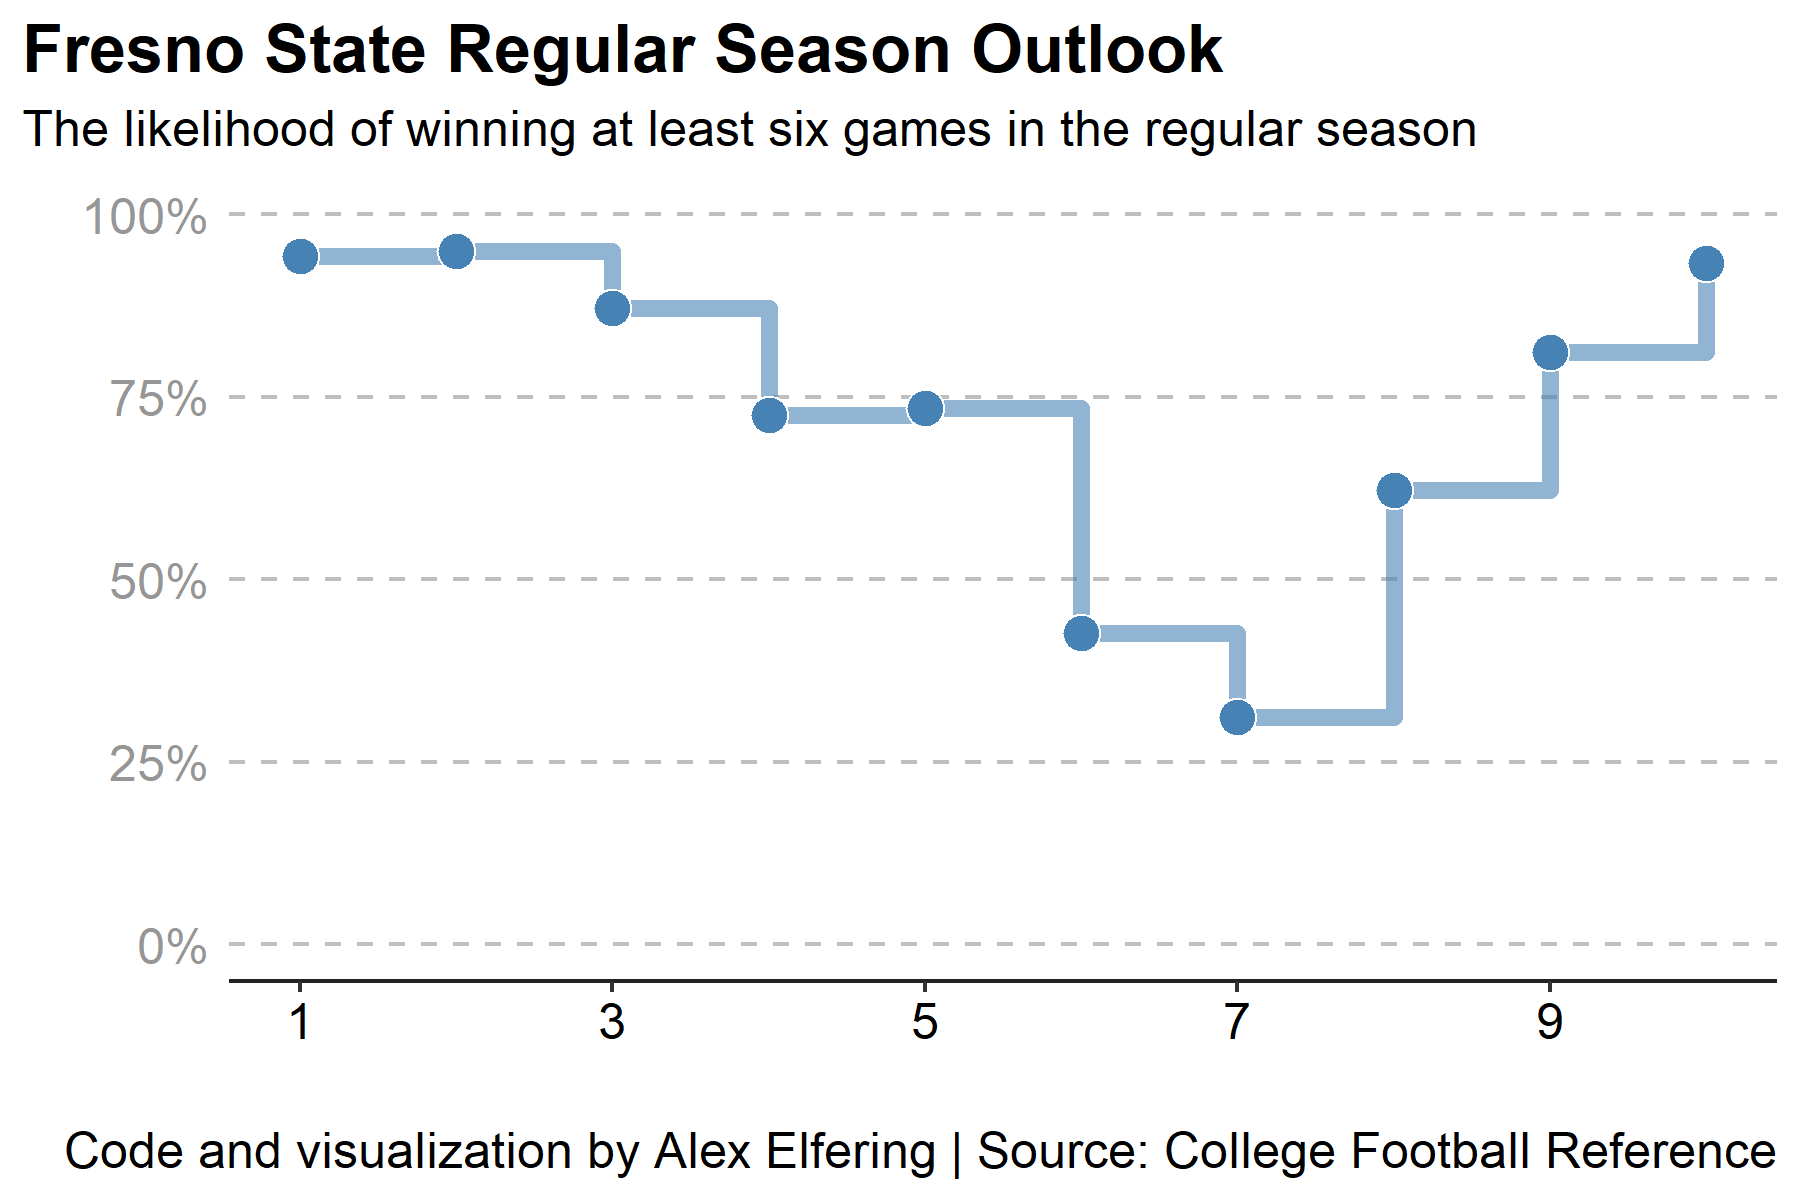 Fresno State Regular Season Outlook
The likelihood of winning at least six games in the regular season
100%
75%
50%
25%
0%
1 3 5 7 9
Code and visualization by Alex Elfering | Source: College Football Reference